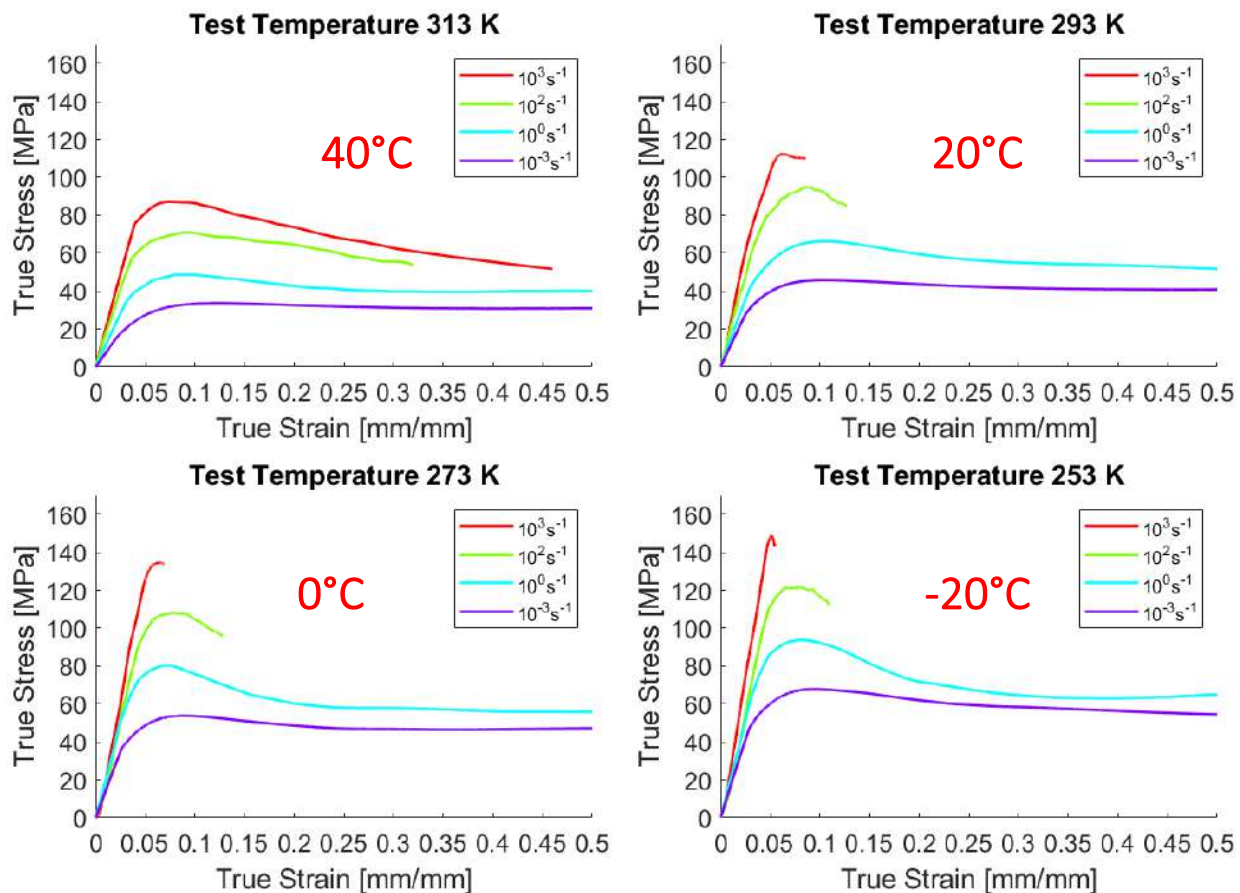 Test Temperature 313 K
160
140
120
100
80
60
40
20
0
True Stress [MPa]
10³s⁻¹
10²s⁻¹
10⁰s⁻¹
10⁻³s⁻¹
40°C
0 0.05 0.1 0.15 0.2 0.25 0.3 0.35 0.4 0.45 0.5
True Strain [mm/mm]
Test Temperature 293 K
160
140
120
100
80
60
40
20
0
True Stress [MPa]
10³s⁻¹
10²s⁻¹
10⁰s⁻¹
10⁻³s⁻¹
20°C
0 0.05 0.1 0.15 0.2 0.25 0.3 0.35 0.4 0.45 0.5
True Strain [mm/mm]
Test Temperature 273 K
160
140
120
100
80
60
40
20
0
True Stress [MPa]
10³s⁻¹
10²s⁻¹
10⁰s⁻¹
10⁻³s⁻¹
0°C
0 0.05 0.1 0.15 0.2 0.25 0.3 0.35 0.4 0.45 0.5
True Strain [mm/mm]
Test Temperature 253 K
160
140
120
100
80
60
40
20
0
True Stress [MPa]
10³s⁻¹
10²s⁻¹
10⁰s⁻¹
10⁻³s⁻¹
-20°C
0 0.05 0.1 0.15 0.2 0.25 0.3 0.35 0.4 0.45 0.5
True Strain [mm/mm]